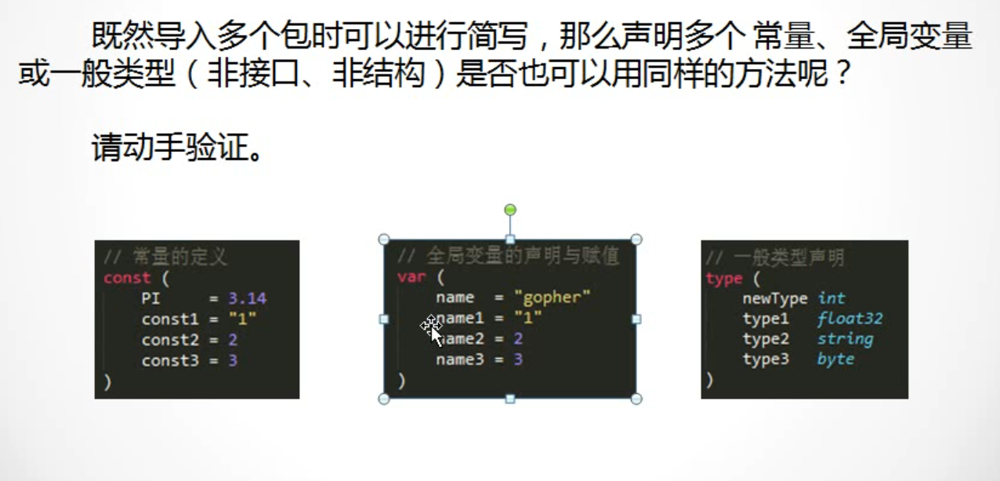 既然导入多个包时可以进行简写，那么声明多个 常量、全局变量
或一般类型（非接口、非结构）是否也可以用同样的方法呢？
请动手验证。
// 常量的定义
const (
PI = 3.14
const1 = "1"
const2 = 2
const3 = 3
)
// 全局变量的声明与赋值
var (
name = "gopher"
name1 = "1"
name2 = 2
name3 = 3
)
// 一般类型声明
type (
newType int
type1 float32
type2 string
type3 byte
)